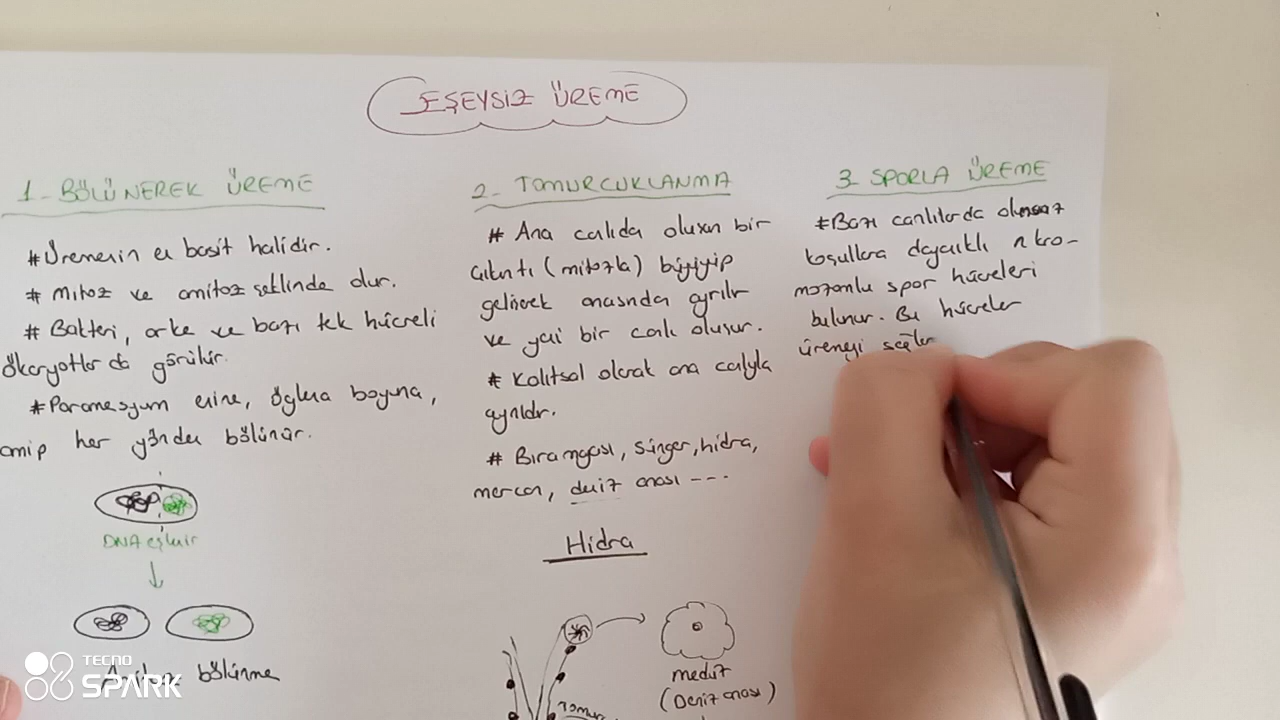 EŞEYSİZ ÜREME
1- BÖLÜNEREK ÜREME
# Üremenin en basit halidir.
# Mitoz ve amitoz şeklinde olur.
# Bakteri, arke ve bazı tek hücreli
ökaryotlarda görülür.
# Paramesyum enine, öglena boyuna,
amip her yönden bölünür.
DNA eşlenir
bölünme
2- TOMURCUKLANMA
# Ana canlıda oluşan bir
çıkıntı (mitozla) büyüyüp
gelişerek anasından ayrılır
ve yeni bir canlı oluşur.
# Kalıtsal olarak ana canlıyla
aynıdır.
# Bira mayası, sünger, hidra,
mercan, deniz anası ---
Hidra
medüz
(Deniz anası)
3- SPORLA ÜREME
# Bazı canlılarda olumsuz
koşullara dayanıklı n kro-
mozomlu spor hücreleri
bulunur. Bu hücreler
üremeyi
TECNO
SPARK